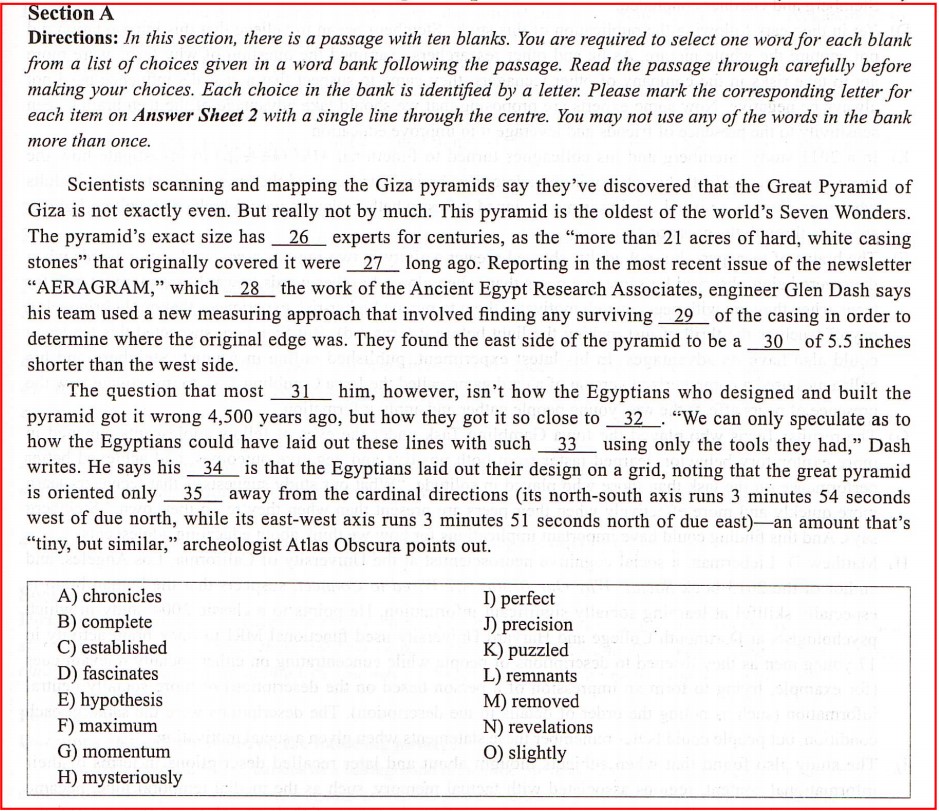 Section A
Directions: In this section, there is a passage with ten blanks. You are required to select one word for each blank
from a list of choices given in a word bank following the passage. Read the passage through carefully before
making your choices. Each choice in the bank is identified by a letter. Please mark the corresponding letter for
each item on Answer Sheet 2 with a single line through the centre. You may not use any of the words in the bank
more than once.
Scientists scanning and mapping the Giza pyramids say they've discovered that the Great Pyramid of
Giza is not exactly even. But really not by much. This pyramid is the oldest of the world's Seven Wonders.
The pyramid's exact size has __26__ experts for centuries, as the “more than 21 acres of hard, white casing
stones” that originally covered it were __27__ long ago. Reporting in the most recent issue of the newsletter
“AERAGRAM,” which __28__ the work of the Ancient Egypt Research Associates, engineer Glen Dash says
his team used a new measuring approach that involved finding any surviving __29__ of the casing in order to
determine where the original edge was. They found the east side of the pyramid to be a __30__ of 5.5 inches
shorter than the west side.
The question that most __31__ him, however, isn't how the Egyptians who designed and built the
pyramid got it wrong 4,500 years ago, but how they got it so close to __32__. “We can only speculate as to
how the Egyptians could have laid out these lines with such __33__ using only the tools they had,” Dash
writes. He says his __34__ is that the Egyptians laid out their design on a grid, noting that the great pyramid
is oriented only __35__ away from the cardinal directions (its north-south axis runs 3 minutes 54 seconds
west of due north, while its east-west axis runs 3 minutes 51 seconds north of due east)—an amount that's
“tiny, but similar,” archeologist Atlas Obscura points out.
A) chronicles
B) complete
C) established
D) fascinates
E) hypothesis
F) maximum
G) momentum
H) mysteriously
I) perfect
J) precision
K) puzzled
L) remnants
M) removed
N) revelations
O) slightly